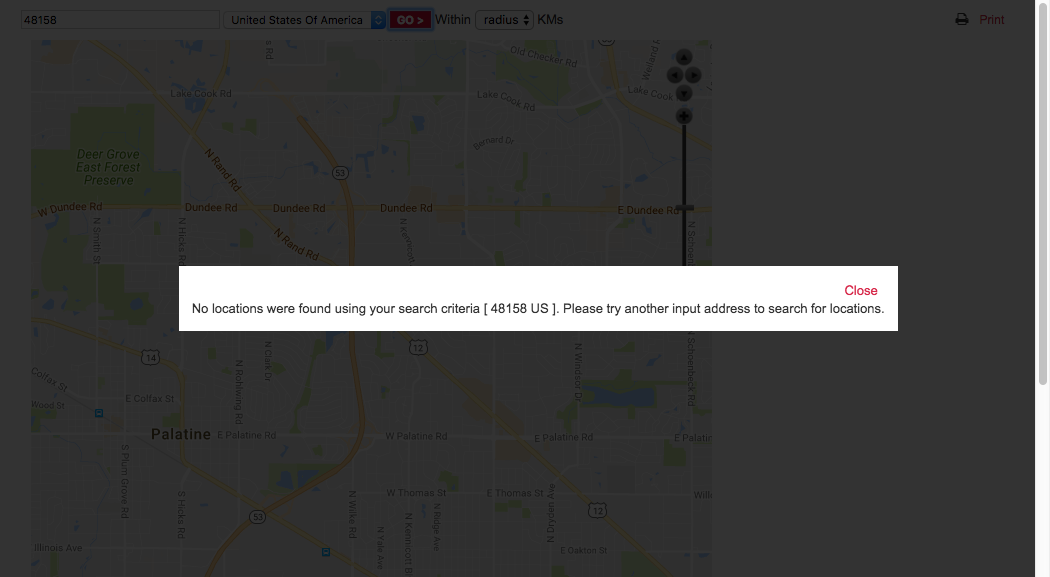 48158 United States Of America GO > Within radius KMs Print
Old Checker Rd
Weiland
Lake Cook Rd
Lake Cook Rd
Lake Cook
Bernard Dr
Deer Grove
East Forest
Preserve
N Rand Rd
53
W Dundee Rd
Dundee Rd
Dundee Rd
Dundee Rd
E Dundee Rd
N Smith St
N Hicks Rd
N Rand Rd
N Schoenb
Close
No locations were found using your search criteria [ 48158 US ]. Please try another input address to search for locations.
12
14
N Clark Dr
N Windsor Dr
N Schoenbeck Rd
Colfax St
N Rohlwing Rd
E Colfax St
Wood St
Palatine
E Palatine Rd
W Palatine Rd
E Palatine Rd
E Palati
S Plum Grove Rd
S Hicks Rd
N Wilke Rd
W Thomas St
E Thomas St
Willo
N Dryden Ave
12
53
N Yale Ave
N Kennicott B
N Ridge Ave
Illinois Ave
E Oakton St